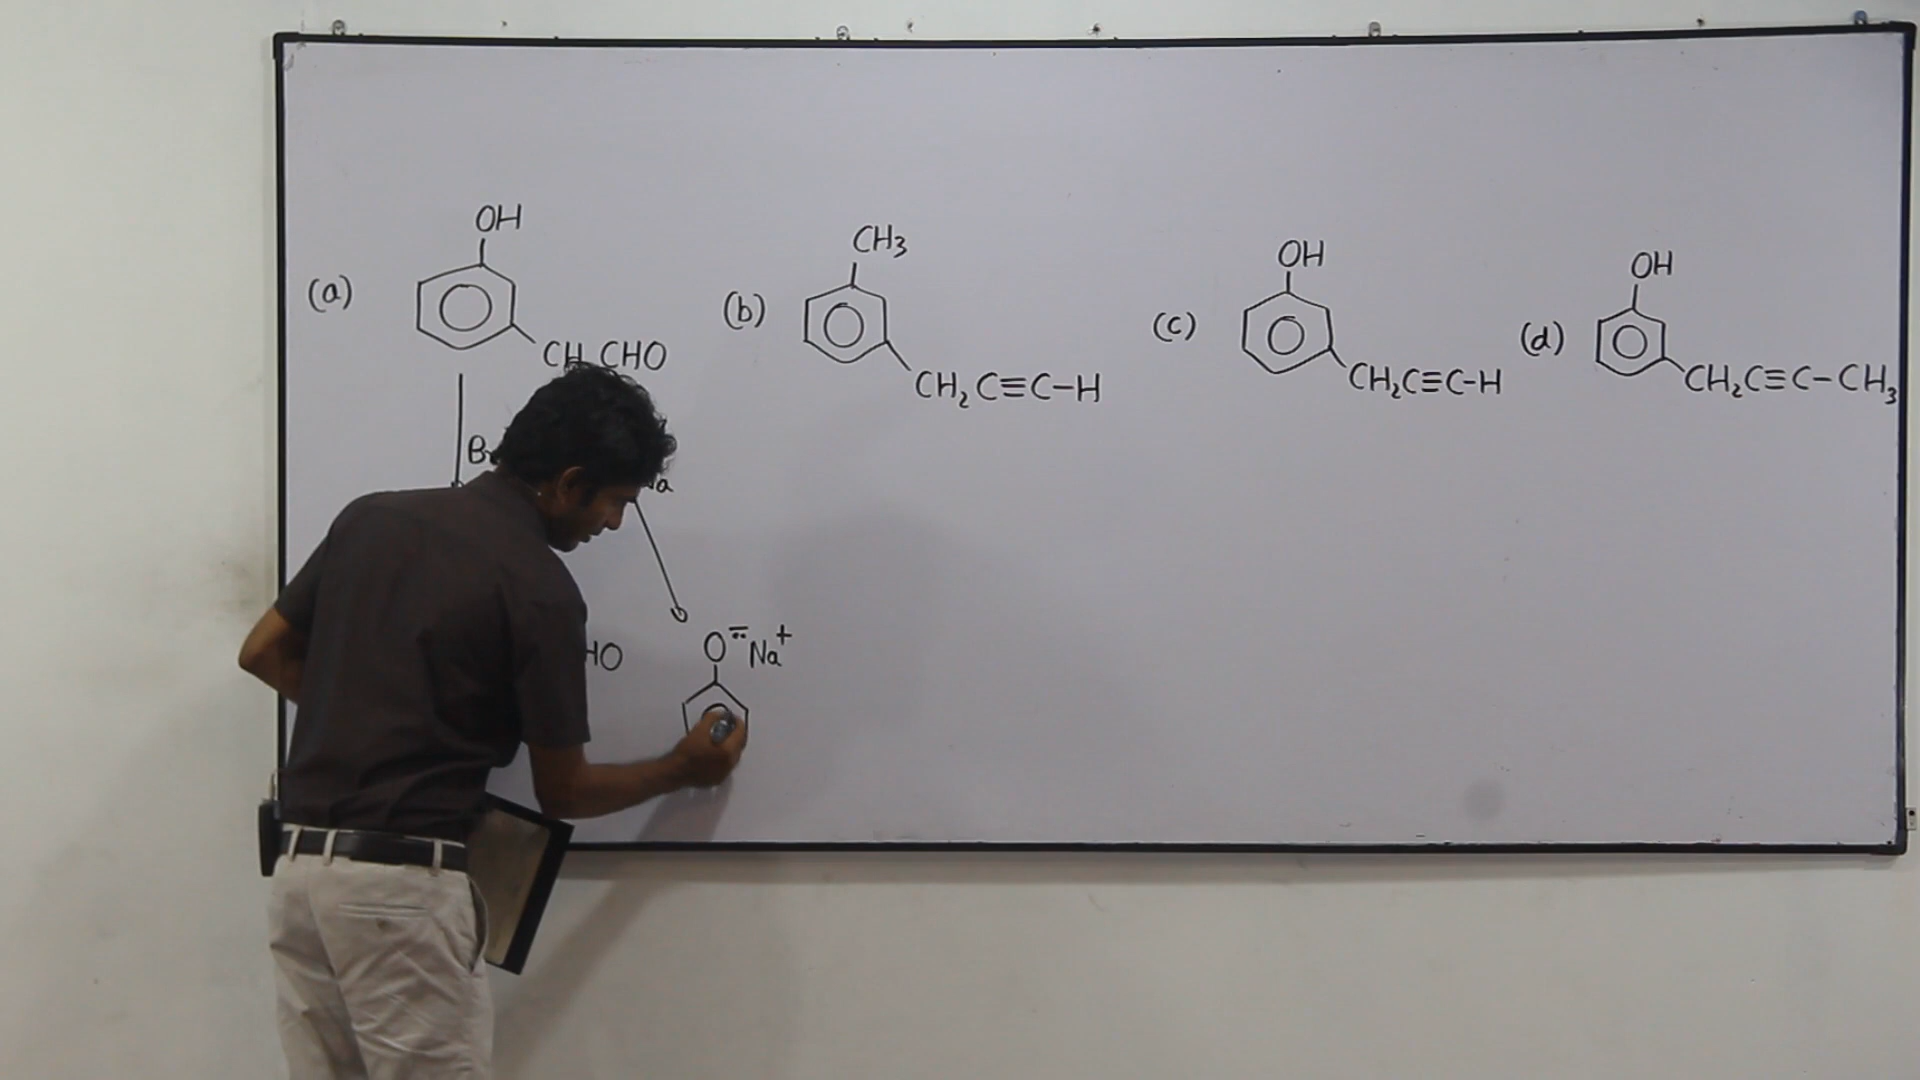 (a) OH
CH CHO
(b) CH₃
CH₂C≡C-H
(c) OH
CH₂C≡C-H
(d) OH
CH₂C≡C-CH₃
O⁻ Na⁺